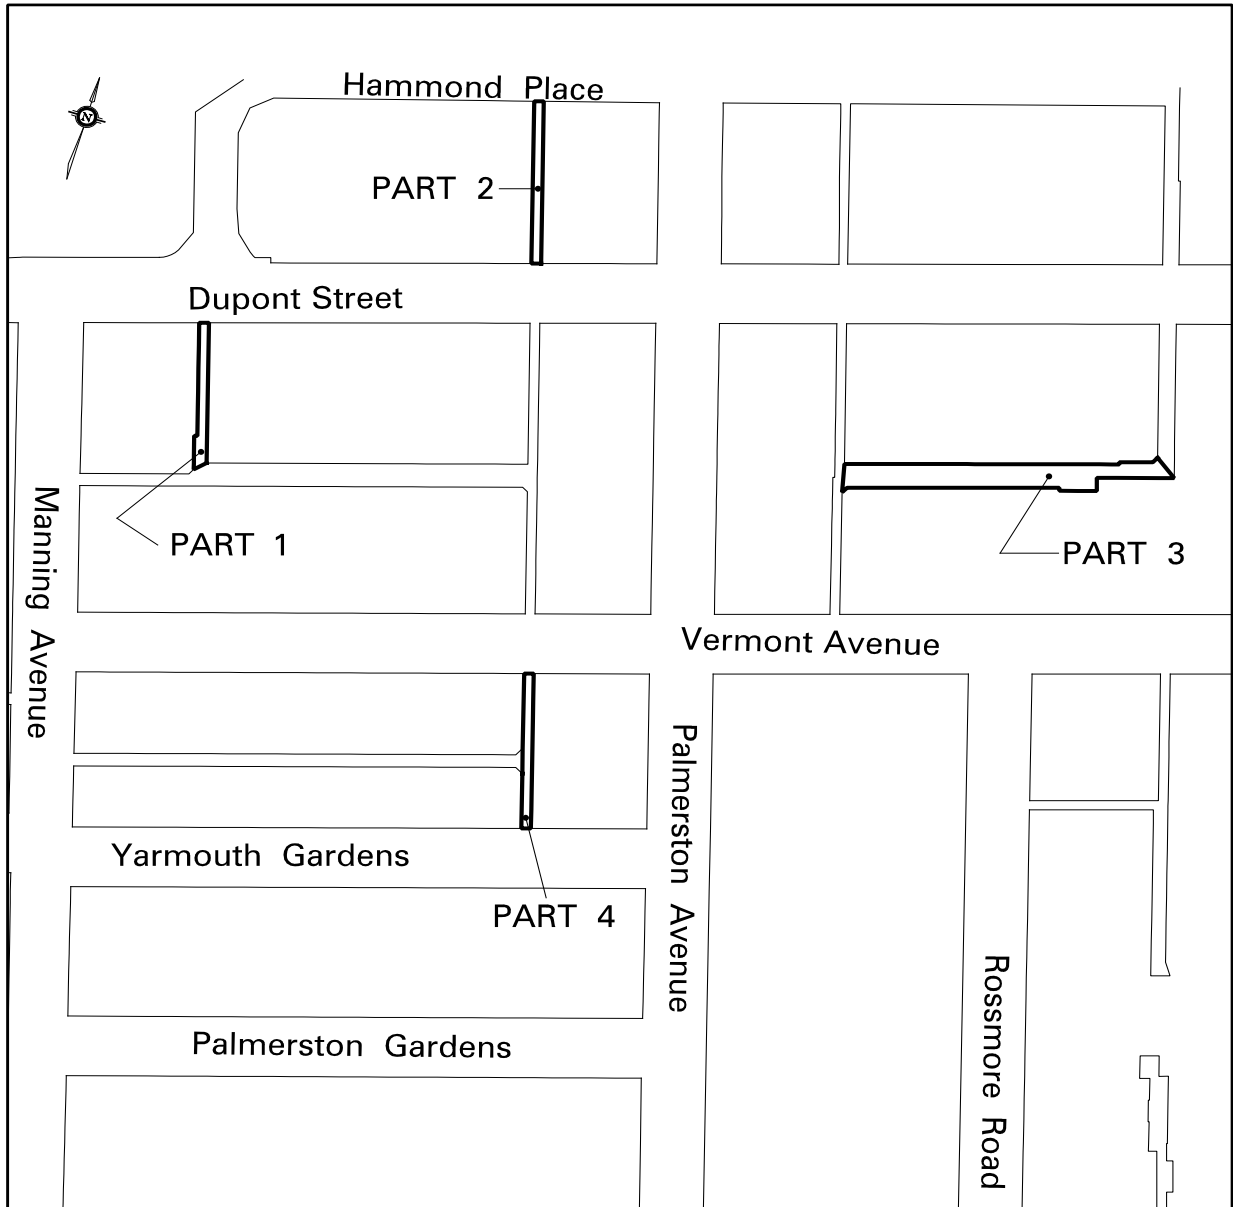 Hammond Place
N
PART 2
Dupont Street
PART 1
Manning Avenue
PART 3
Vermont Avenue
Palmerston Avenue
Yarmouth Gardens
PART 4
Rossmore Road
Palmerston Gardens